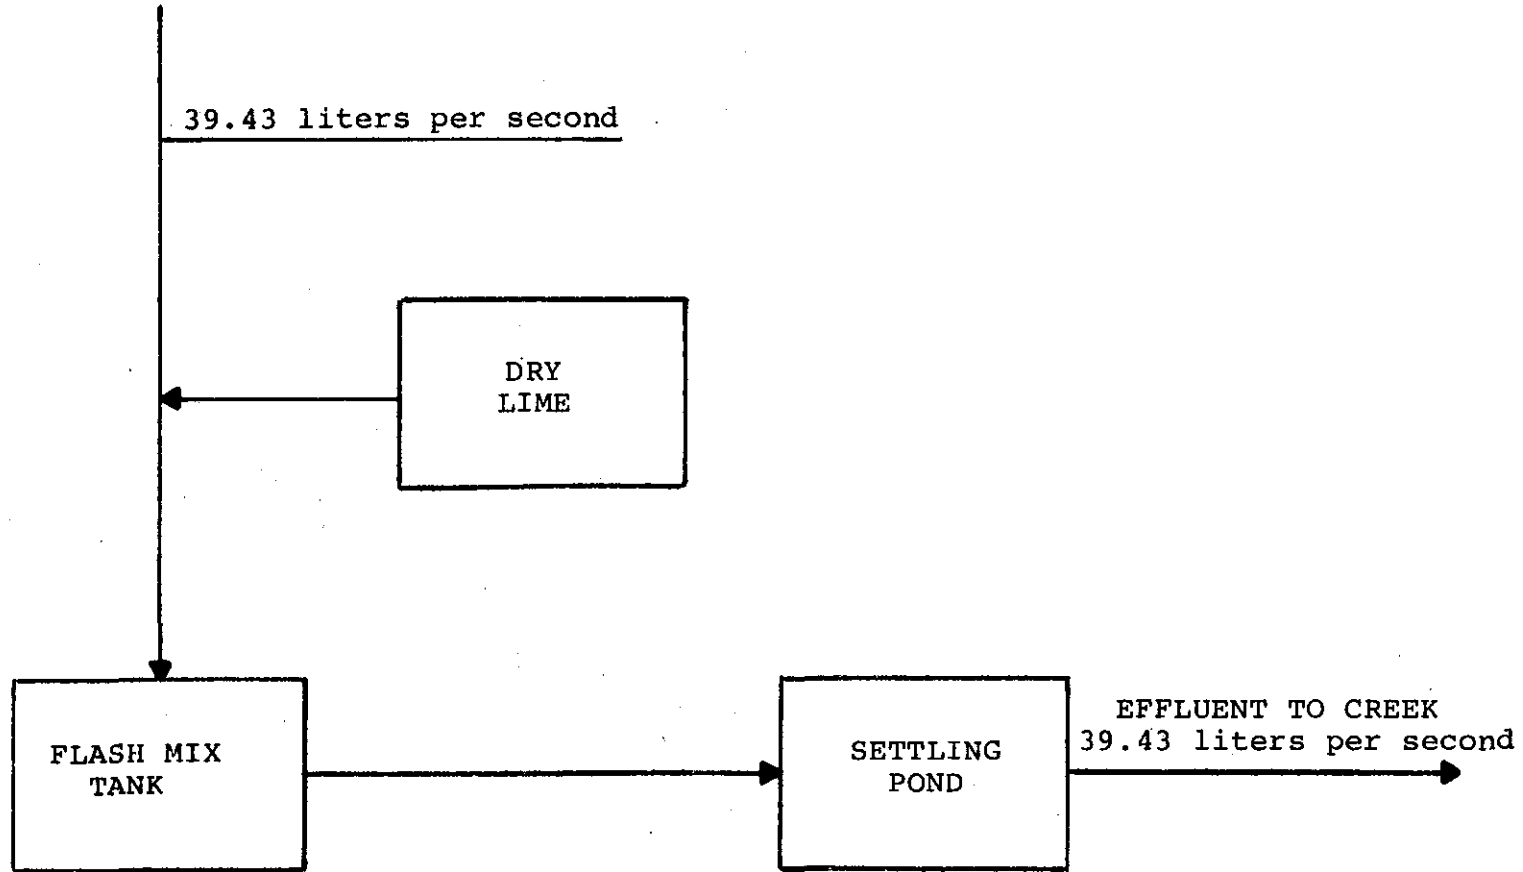 39.43 liters per second
DRY
LIME
FLASH MIX
TANK
SETTLING
POND
EFFLUENT TO CREEK
39.43 liters per second